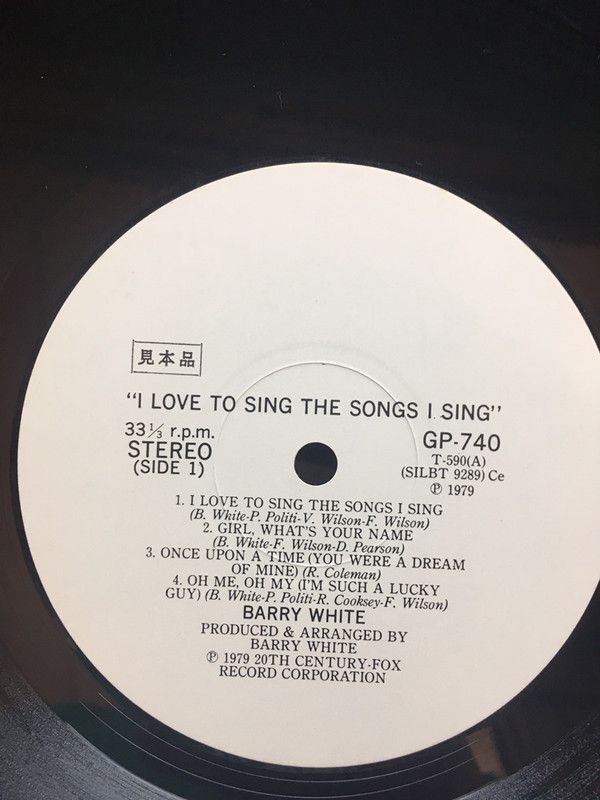 見本品
"I LOVE TO SING THE SONGS I SING"
33 1/3 r.p.m.
STEREO
(SIDE 1)
GP-740
T-590(A)
(SILBT 9289) Ce
℗ 1979
1. I LOVE TO SING THE SONGS I SING
(B. White-P. Politi-V. Wilson-F. Wilson)
2. GIRL, WHAT'S YOUR NAME
(B. White-F. Wilson-D. Pearson)
3. ONCE UPON A TIME (YOU WERE A DREAM
OF MINE) (R. Coleman)
4. OH ME, OH MY (I'M SUCH A LUCKY
GUY) (B. White-P. Politi-R. Cooksey-F. Wilson)
BARRY WHITE
PRODUCED & ARRANGED BY
BARRY WHITE
℗ 1979 20TH CENTURY-FOX
RECORD CORPORATION